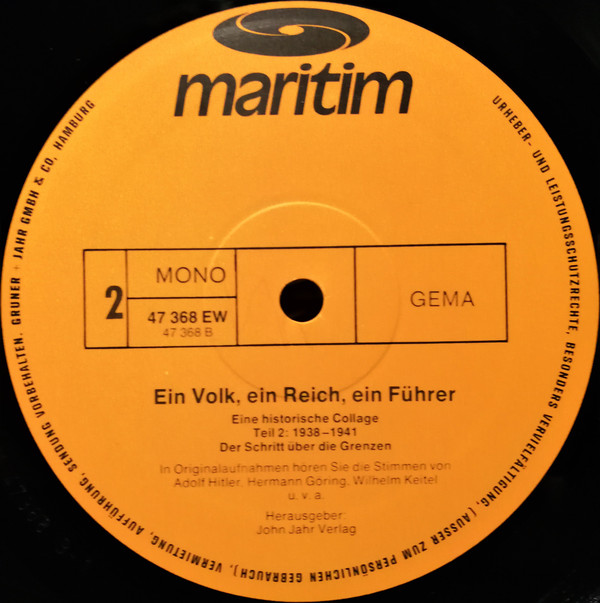 maritim
2
MONO
47 368 EW
47 368 B
GEMA
Ein Volk, ein Reich, ein Führer
Eine historische Collage
Teil 2: 1938–1941
Der Schritt über die Grenzen
In Originalaufnahmen hören Sie die Stimmen von
Adolf Hitler, Hermann Göring, Wilhelm Keitel
u. v. a.
Herausgeber:
John Jahr Verlag
URHEBER- UND LEISTUNGSSCHUTZRECHTE, BESONDERS VERVIELFÄLTIGUNG, (AUSSER ZUM PERSÖNLICHEN GEBRAUCH), VERMIETUNG, AUFFÜHRUNG, SENDUNG VORBEHALTEN. GRUNER + JAHR GMBH & CO, HAMBURG